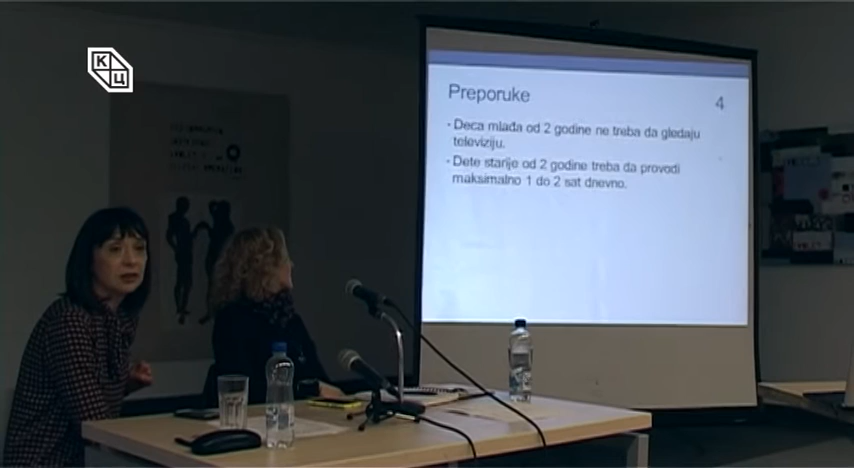 К
Ц
Preporuke
4
• Deca mlađa od 2 godine ne treba da gledaju
televiziju.
• Dete starije od 2 godine treba da provodi
maksimalno 1 do 2 sat dnevno.